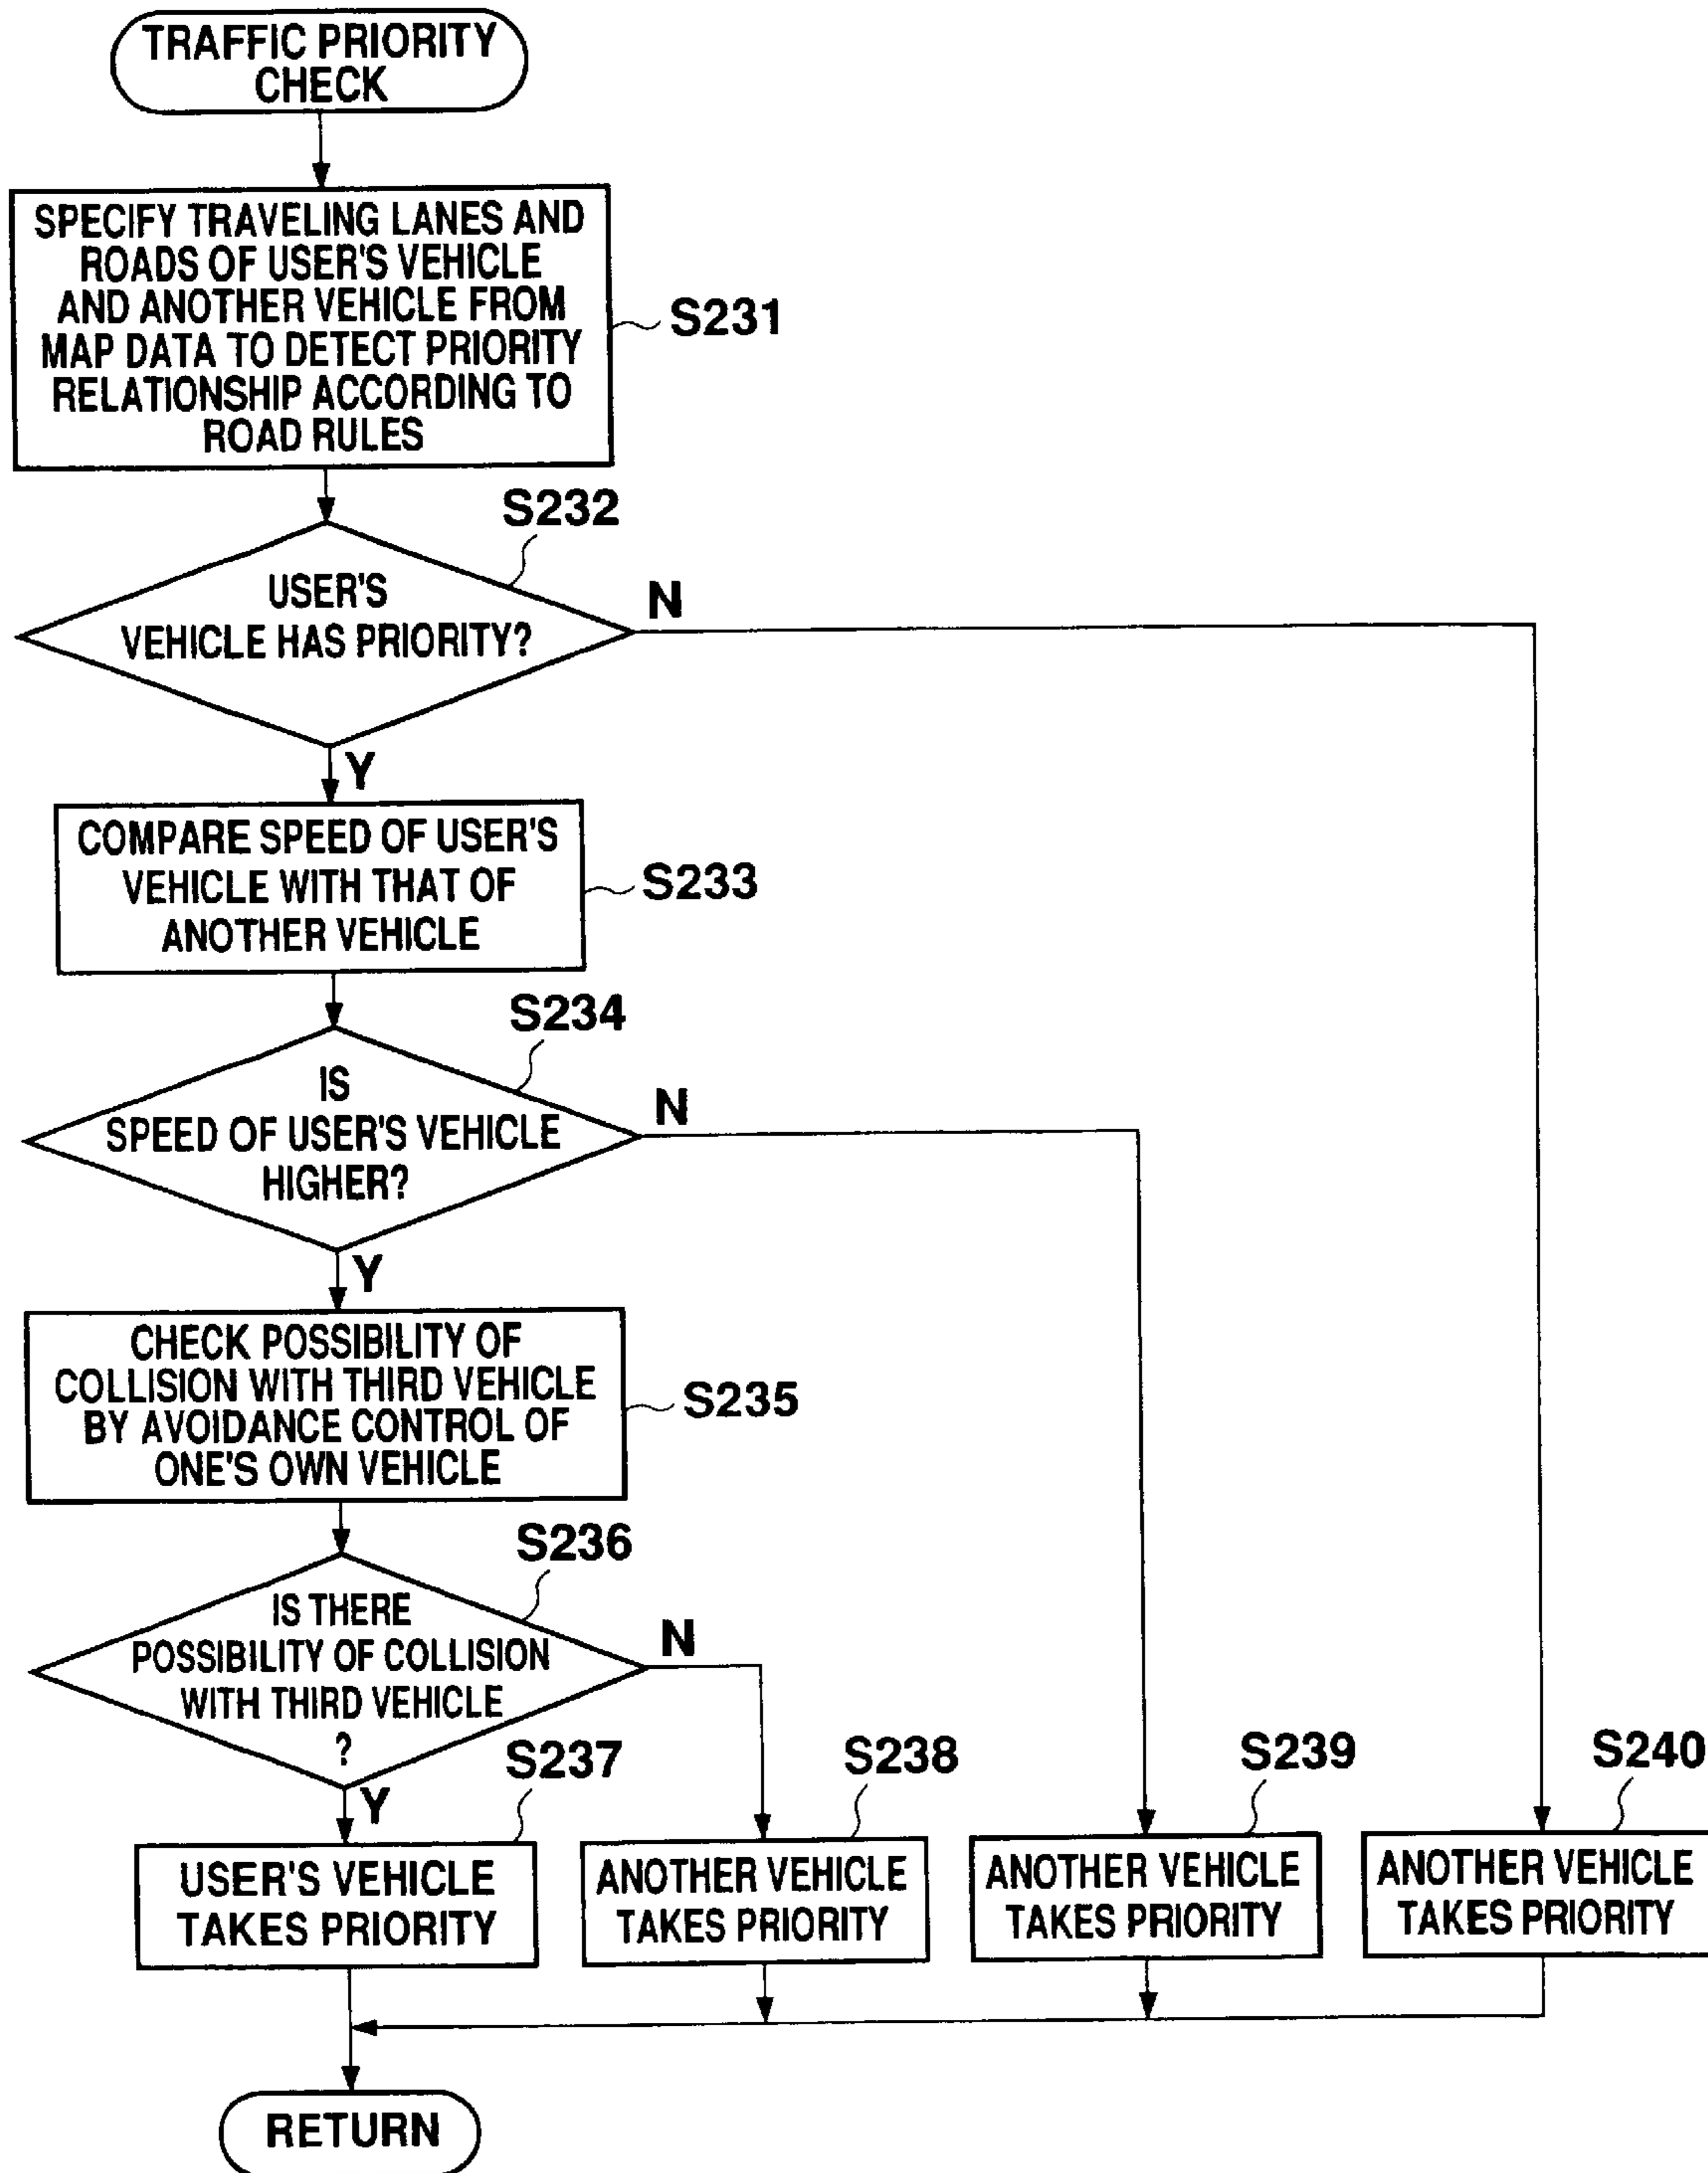 TRAFFIC PRIORITY
CHECK
SPECIFY TRAVELING LANES AND
ROADS OF USER'S VEHICLE
AND ANOTHER VEHICLE FROM
MAP DATA TO DETECT PRIORITY
RELATIONSHIP ACCORDING TO
ROAD RULES
S231
S232
USER'S
VEHICLE HAS PRIORITY?
N
Y
COMPARE SPEED OF USER'S
VEHICLE WITH THAT OF
ANOTHER VEHICLE
S233
S234
IS
SPEED OF USER'S VEHICLE
HIGHER?
N
Y
CHECK POSSIBILITY OF
COLLISION WITH THIRD VEHICLE
BY AVOIDANCE CONTROL OF
ONE'S OWN VEHICLE
S235
S236
IS THERE
POSSIBILITY OF COLLISION
WITH THIRD VEHICLE
?
N
Y
S237
USER'S VEHICLE
TAKES PRIORITY
S238
ANOTHER VEHICLE
TAKES PRIORITY
S239
ANOTHER VEHICLE
TAKES PRIORITY
S240
ANOTHER VEHICLE
TAKES PRIORITY
RETURN